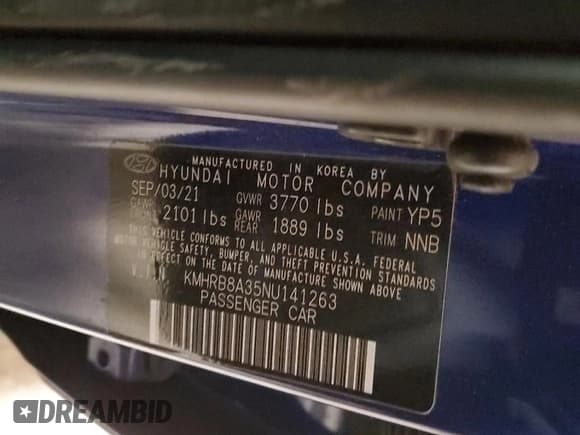 MANUFACTURED IN KOREA BY
HYUNDAI MOTOR COMPANY
SEP/03/21 GVWR 3770 lbs PAINT YP5
GAWR FRONT 2101 lbs GAWR REAR 1889 lbs TRIM NNB
THIS VEHICLE CONFORMS TO ALL APPLICABLE U.S.A. FEDERAL
MOTOR VEHICLE SAFETY, BUMPER, AND THEFT PREVENTION STANDARDS
IN EFFECT ON THE DATE OF MANUFACTURE SHOWN ABOVE.
KMHRB8A35NU141263
PASSENGER CAR
DREAMBID